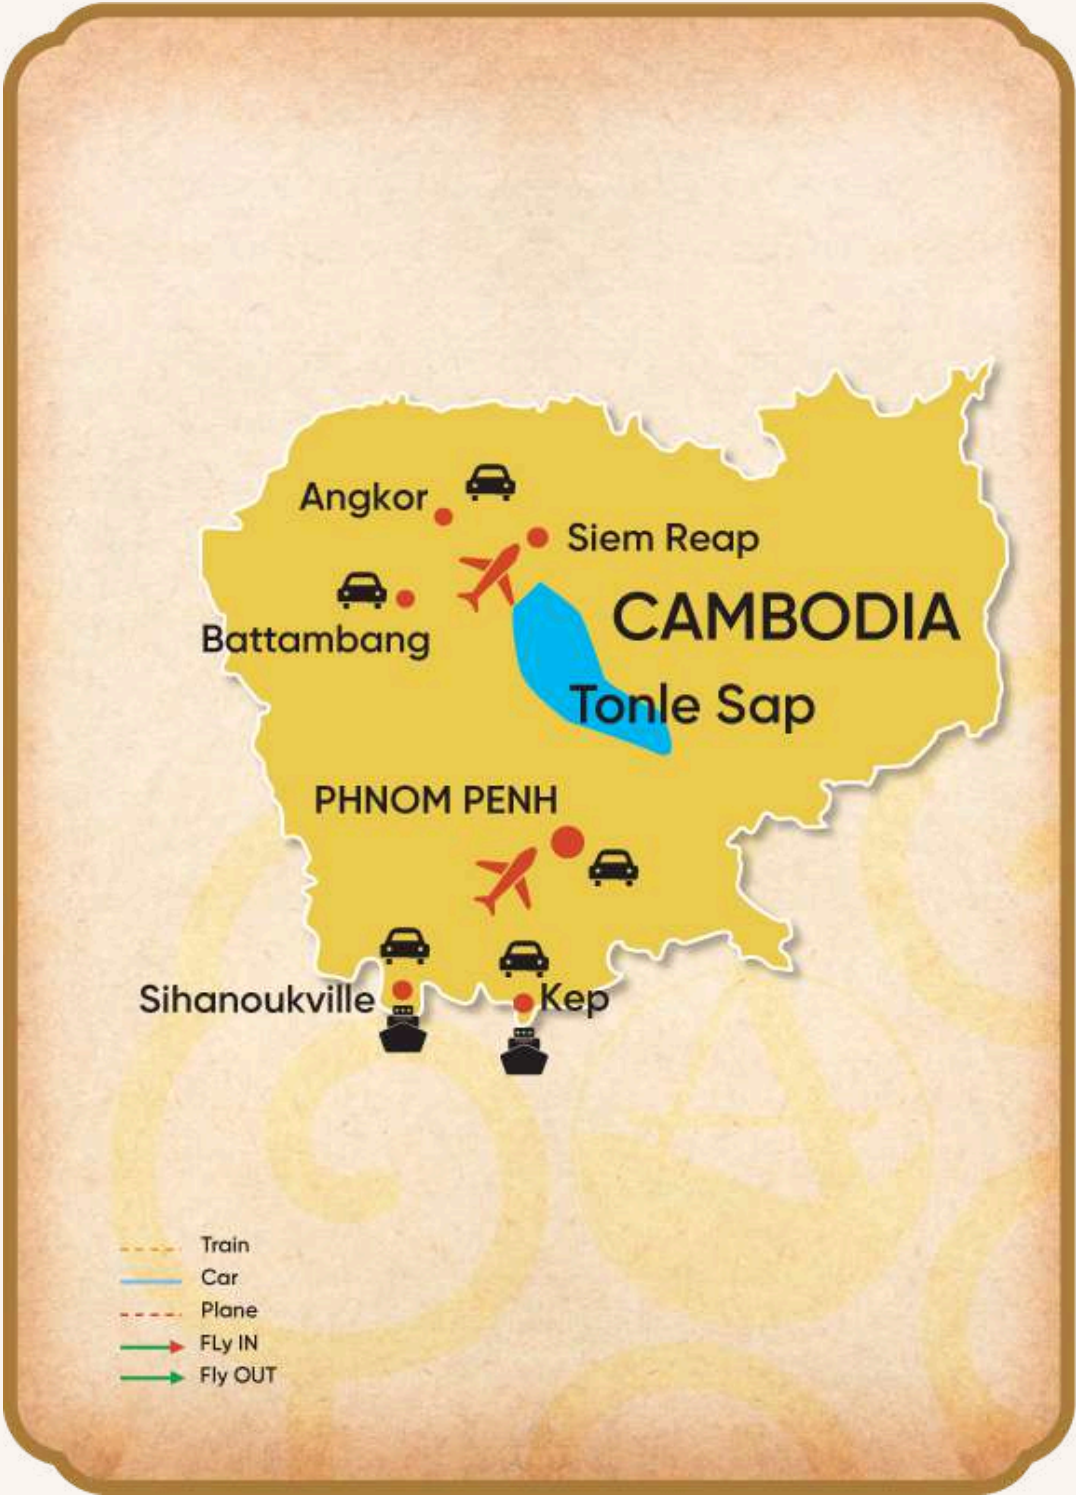 Angkor
Siem Reap
CAMBODIA
Battambang
Tonle Sap
PHNOM PENH
Sihanoukville
Kep
Train
Car
Plane
FLy IN
Fly OUT